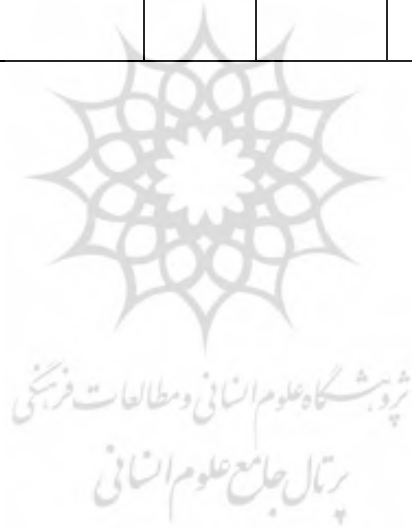 پژوهشگاه علوم انسانی و مطالعات فرهنگی
پرتال جامع علوم انسانی